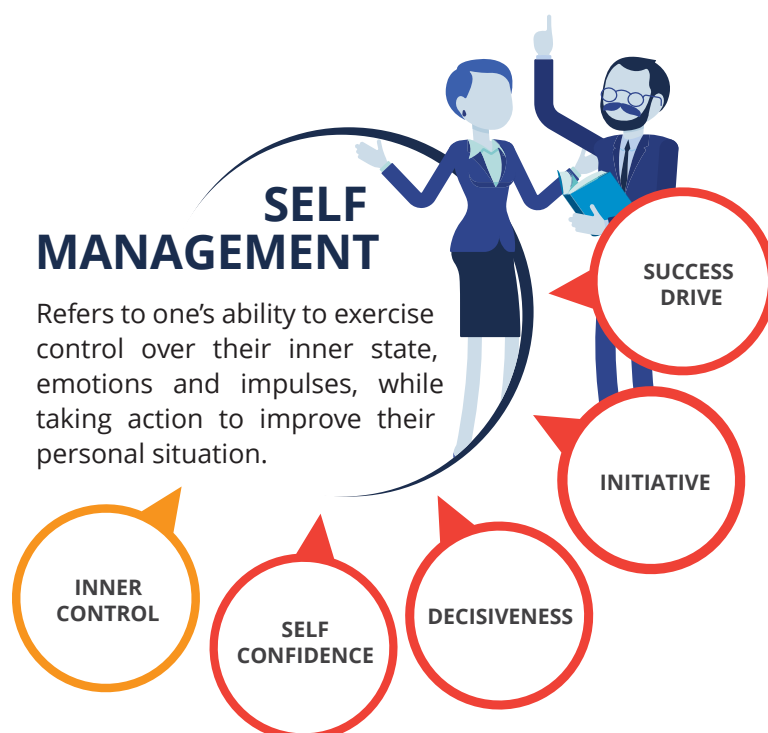 SELF
MANAGEMENT
Refers to one’s ability to exercise
control over their inner state,
emotions and impulses, while
taking action to improve their
personal situation.
SUCCESS
DRIVE
INITIATIVE
DECISIVENESS
SELF
CONFIDENCE
INNER
CONTROL